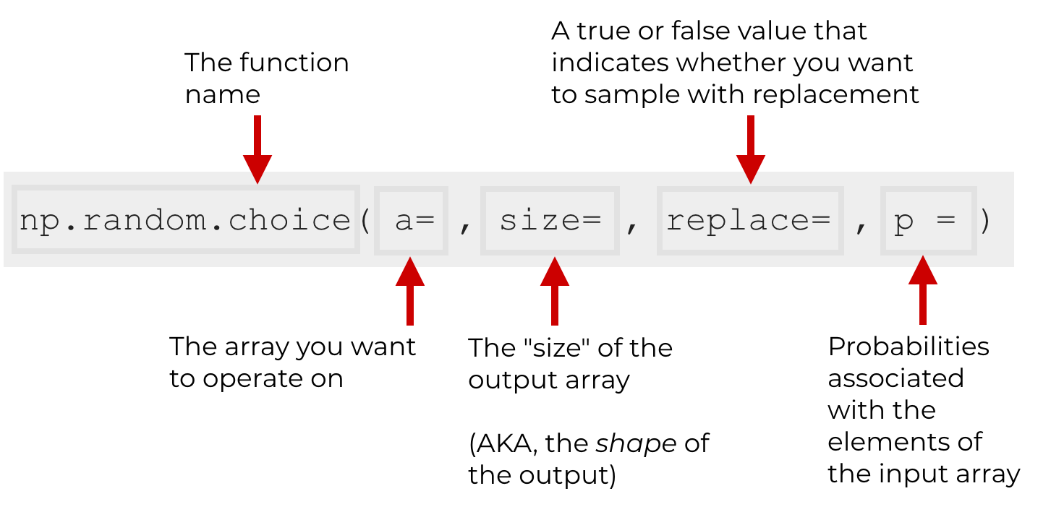 The function
name
A true or false value that
indicates whether you want
to sample with replacement
np.random.choice( a= , size= , replace= , p = )
The array you want
to operate on
The "size" of the
output array
(AKA, the shape of
the output)
Probabilities
associated
with the
elements of
the input array